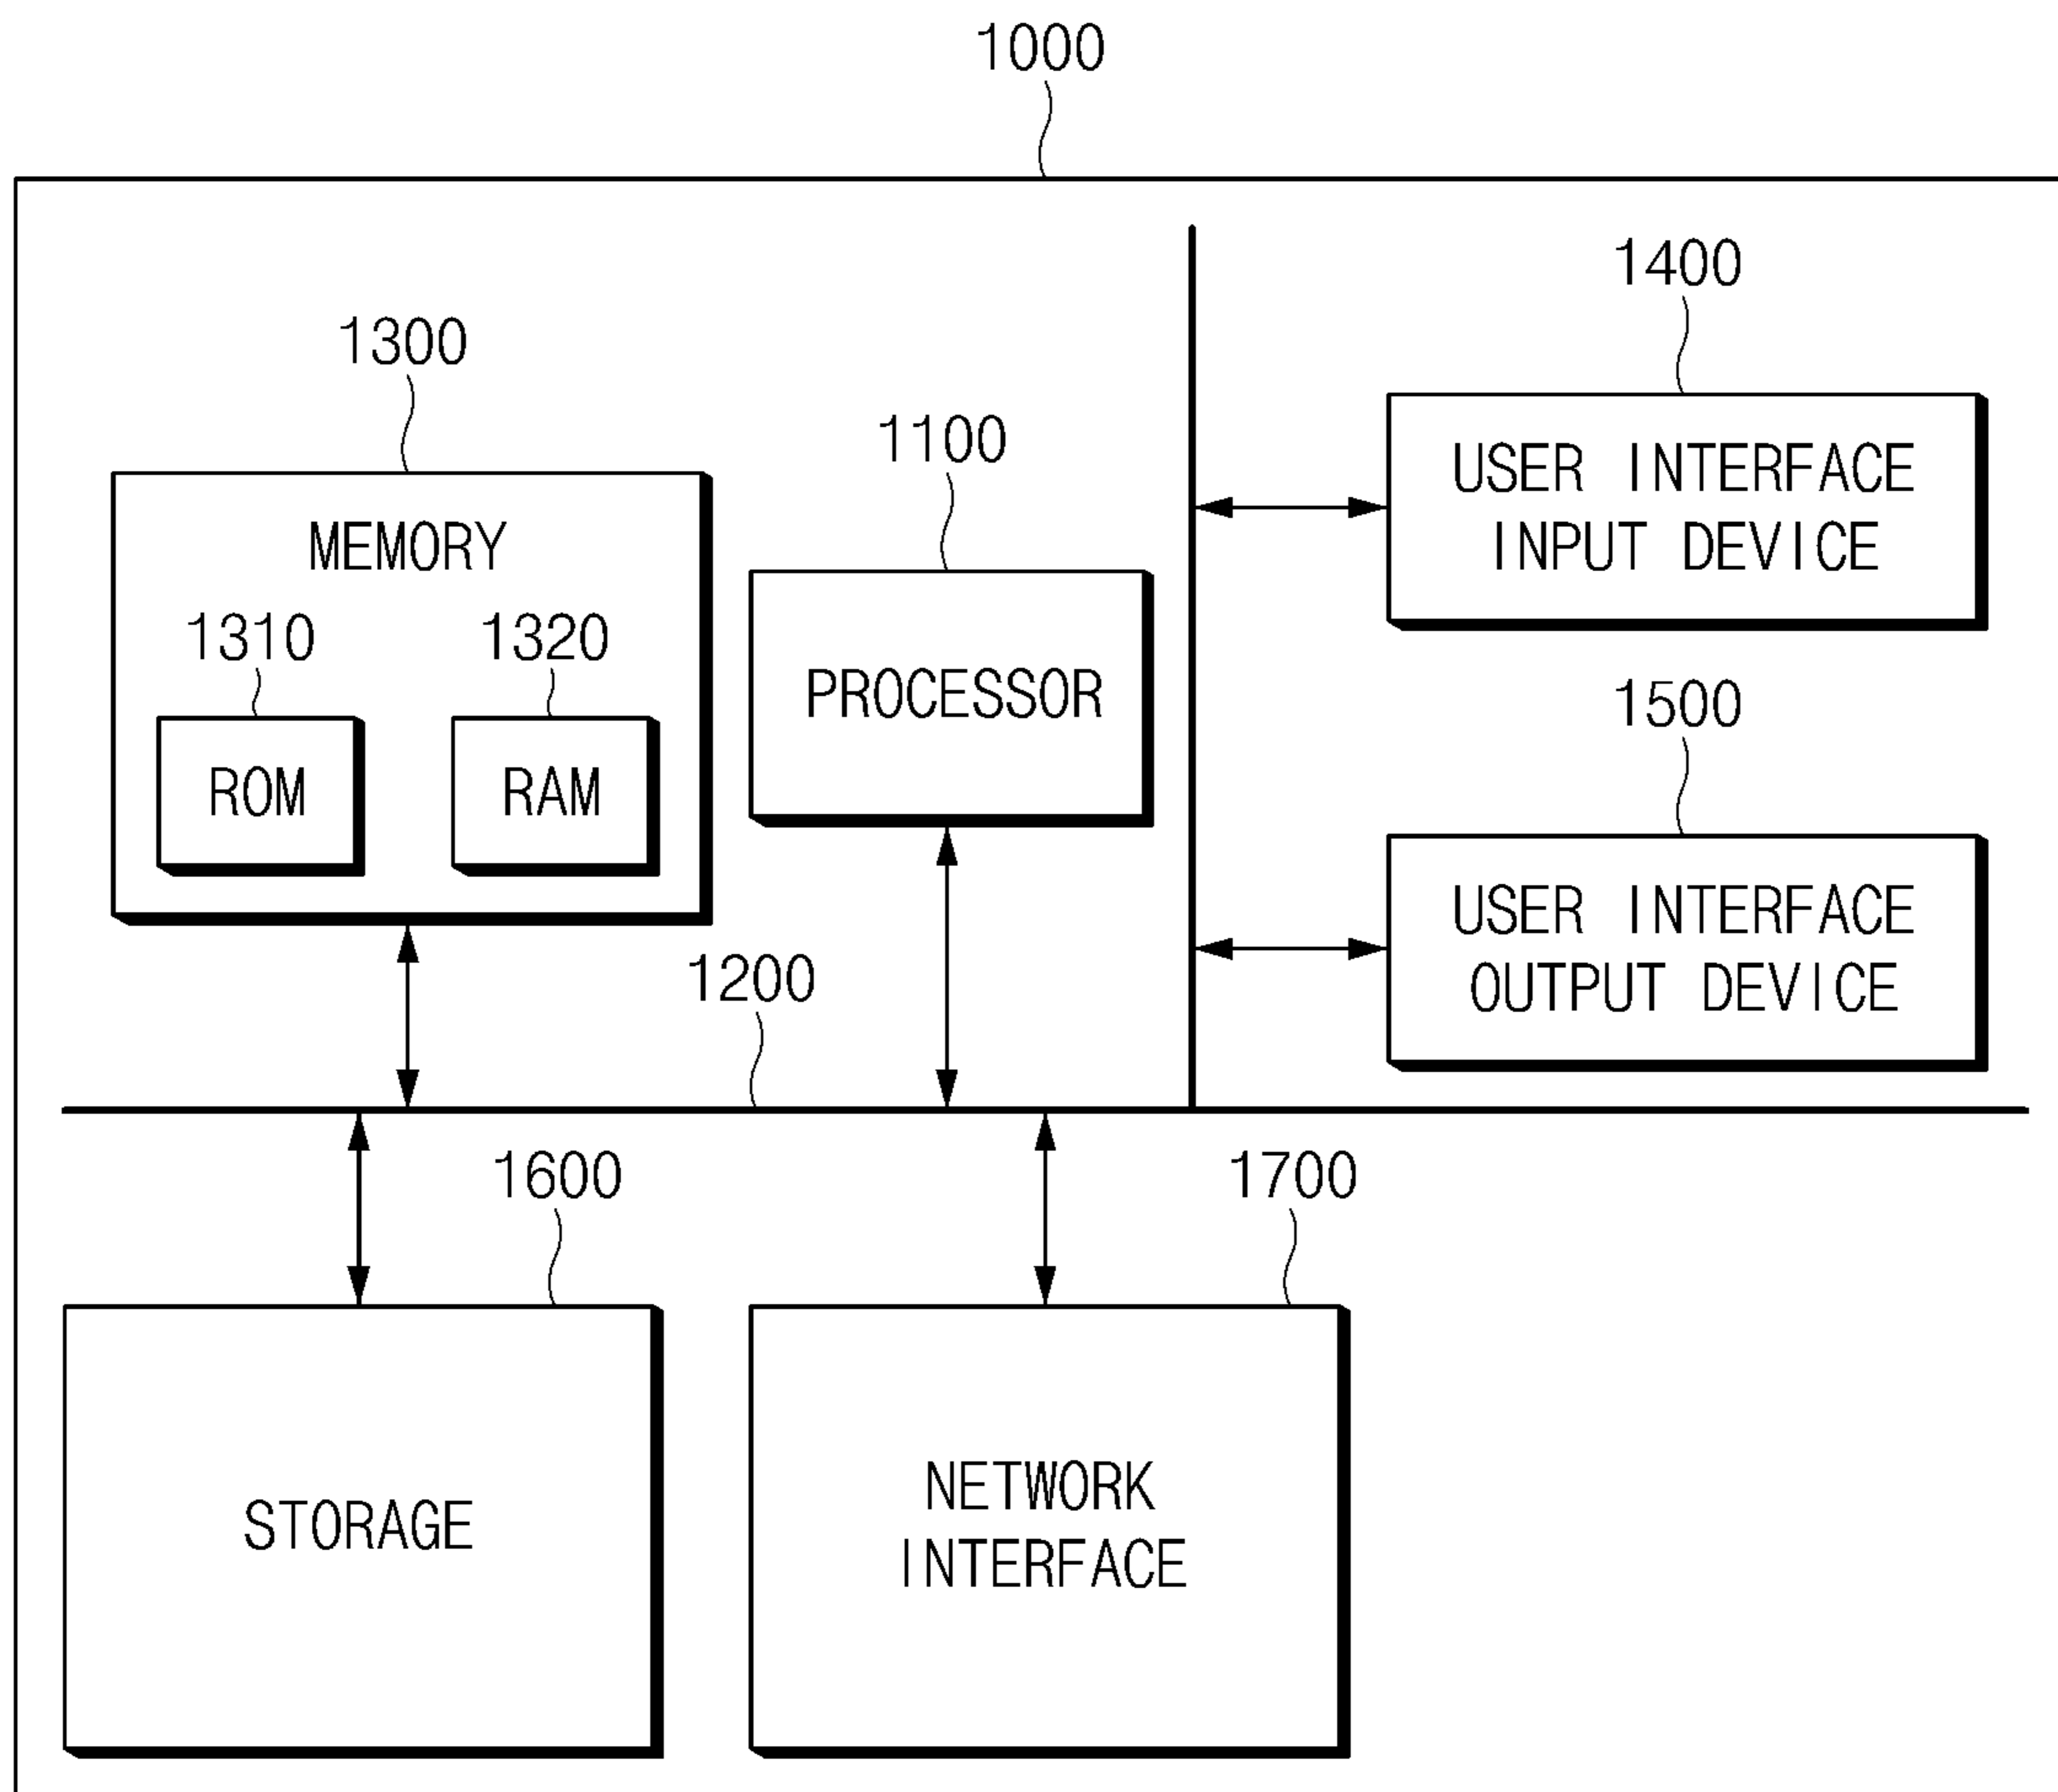 1000
1400
1300
1100
USER INTERFACE
INPUT DEVICE
MEMORY
1310
1320
PROCESSOR
1500
ROM
RAM
USER INTERFACE
OUTPUT DEVICE
1200
1600
1700
STORAGE
NETWORK
INTERFACE